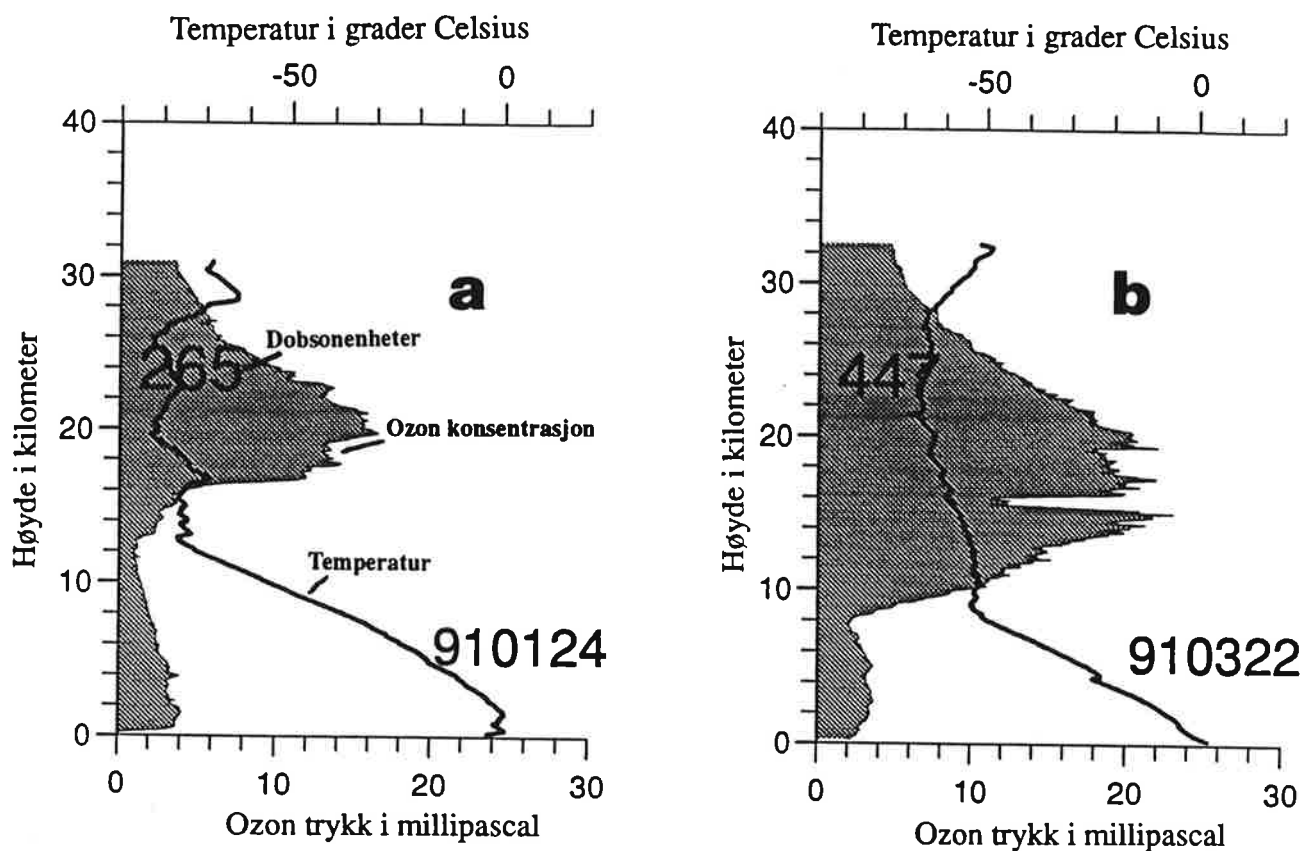 Temperatur i grader Celsius
-50 0
40
30
20
10
0
Høyde i kilometer
a
265
Dobsonenheter
Ozon konsentrasjon
Temperatur
910124
0 10 20 30
Ozon trykk i millipascal
Temperatur i grader Celsius
-50 0
40
30
20
10
0
Høyde i kilometer
b
447
910322
0 10 20 30
Ozon trykk i millipascal